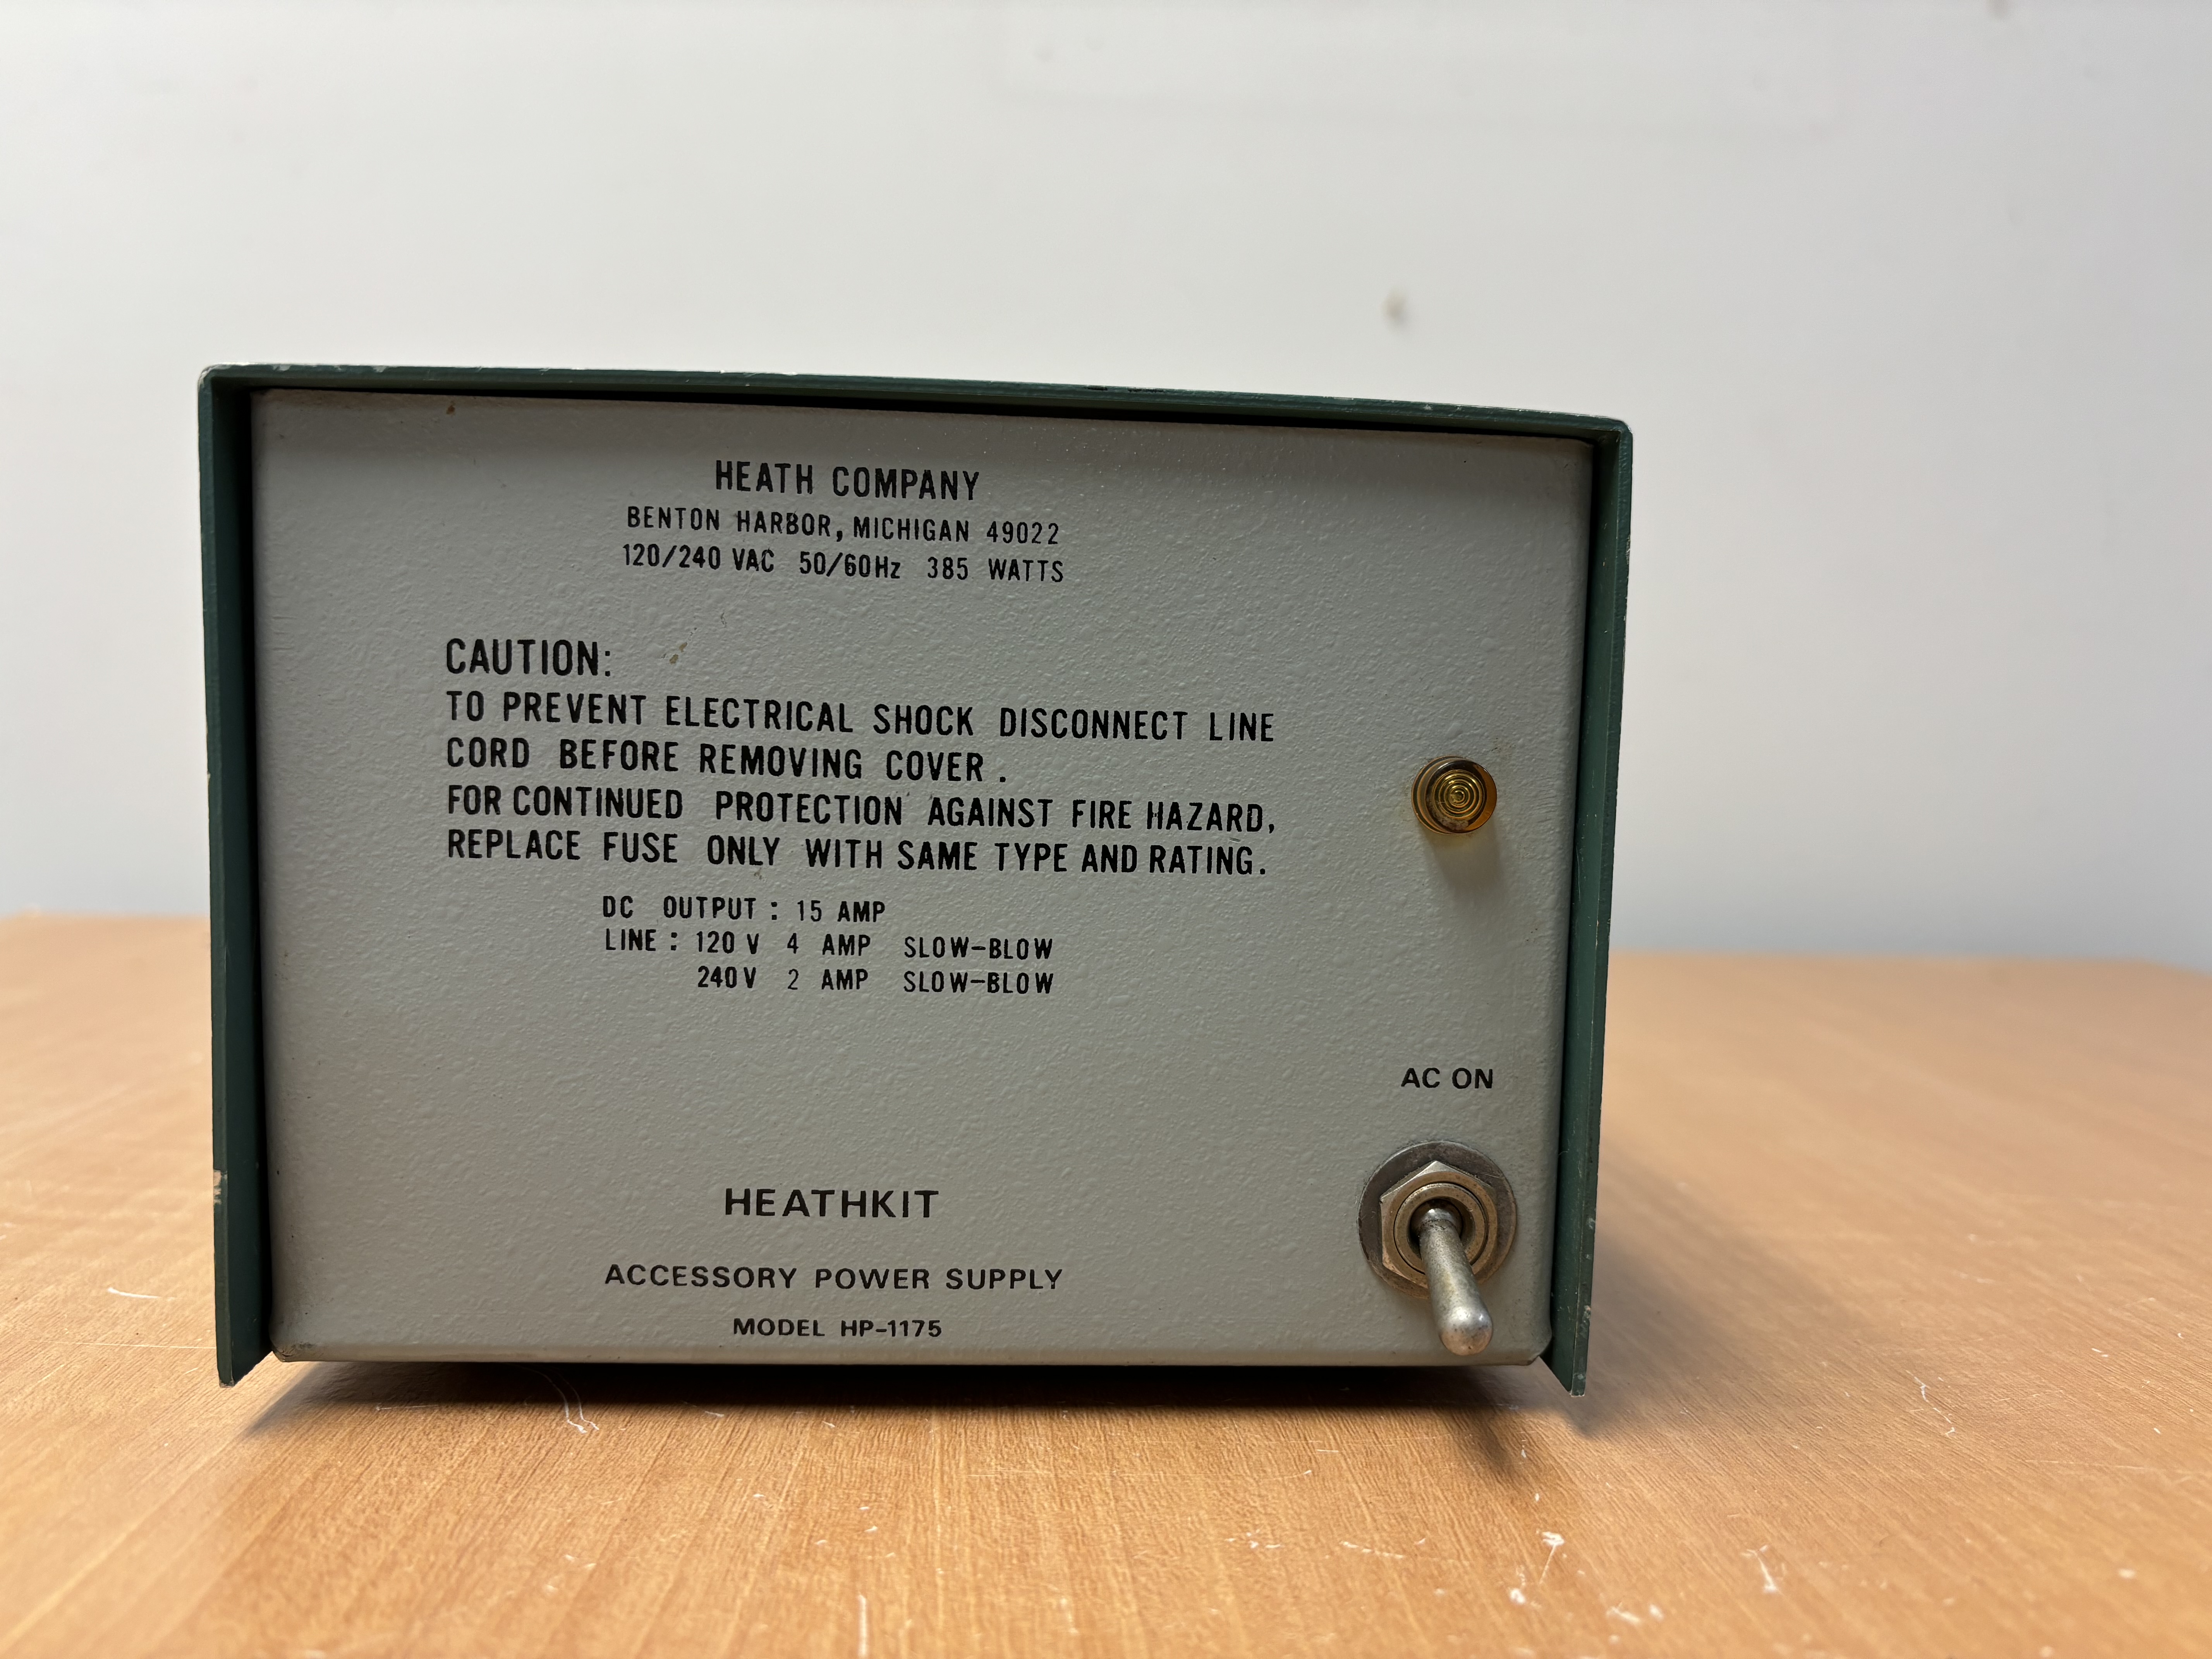 HEATH COMPANY
BENTON HARBOR, MICHIGAN 49022
120/240 VAC 50/60Hz 385 WATTS
CAUTION:
TO PREVENT ELECTRICAL SHOCK DISCONNECT LINE
CORD BEFORE REMOVING COVER.
FOR CONTINUED PROTECTION AGAINST FIRE HAZARD,
REPLACE FUSE ONLY WITH SAME TYPE AND RATING.
DC OUTPUT: 15 AMP
LINE: 120 V 4 AMP SLOW-BLOW
240V 2 AMP SLOW-BLOW
AC ON
HEATHKIT
ACCESSORY POWER SUPPLY
MODEL HP-1175